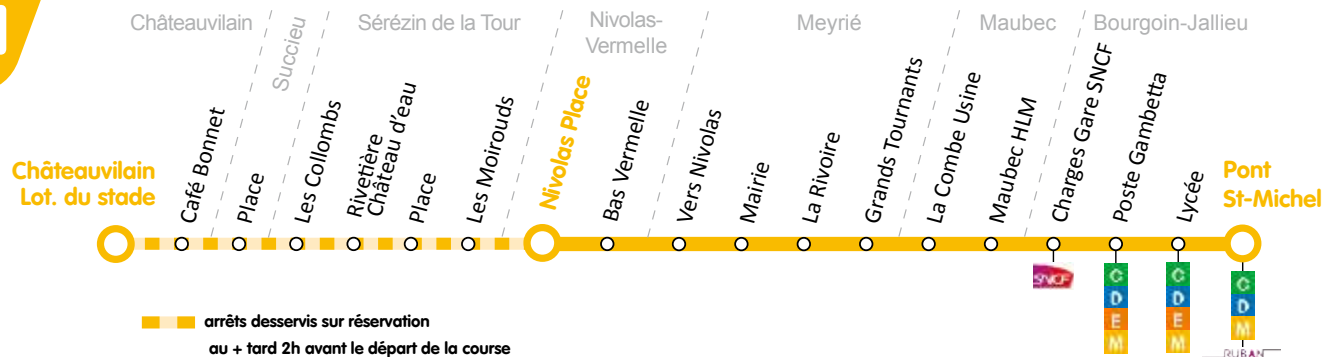 Châteauvilain
Succieu
Sérézin de la Tour
Nivolas-
Vermelle
Meyrié
Maubec
Bourgoin-Jallieu
Châteauvilain
Lot. du stade
Café Bonnet
Place
Les Collombs
Rivetière
Château d'eau
Place
Les Moirouds
Nivolas Place
Bas Vermelle
Vers Nivolas
Mairie
La Rivoire
Grands Tournants
La Combe Usine
Maubec HLM
Charges Gare SNCF
Poste Gambetta
Lycée
Pont
St-Michel
SNCF
C
D
E
M
C
D
E
M
C
D
M
RUBAN
arrêts desservis sur réservation
au + tard 2h avant le départ de la course